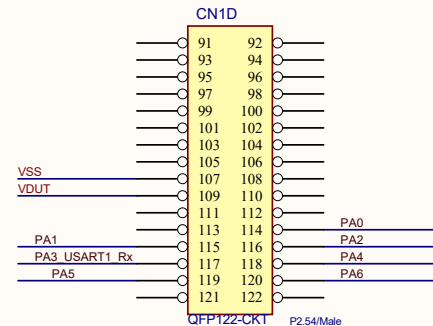 CN1D
91 92
93 94
95 96
97 98
99 100
101 102
103 104
105 106
VSS 107 108
VDUT 109 110
111 112
113 114 PA0
PA1 115 116 PA2
PA3_USART1_Rx 117 118 PA4
PA5 119 120 PA6
121 122
QFP122-CKT P2.54/Male